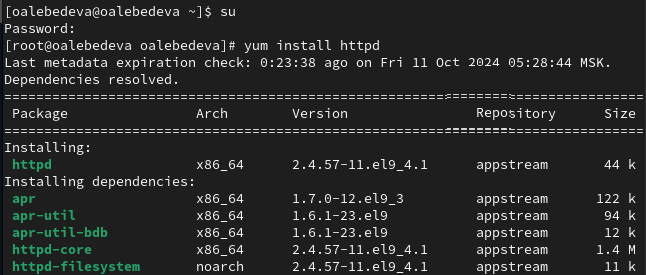 [oalebedeva@oalebedeva ~]$ su
Password:
[root@oalebedeva oalebedeva]# yum install httpd
Last metadata expiration check: 0:23:38 ago on Fri 11 Oct 2024 05:28:44 MSK.
Dependencies resolved.
================================================================================
Package Arch Version Repository Size
================================================================================
Installing:
httpd x86_64 2.4.57-11.el9_4.1 appstream 44 k
Installing dependencies:
apr x86_64 1.7.0-12.el9_3 appstream 122 k
apr-util x86_64 1.6.1-23.el9 appstream 94 k
apr-util-bdb x86_64 1.6.1-23.el9 appstream 12 k
httpd-core x86_64 2.4.57-11.el9_4.1 appstream 1.4 M
httpd-filesystem noarch 2.4.57-11.el9_4.1 appstream 11 k